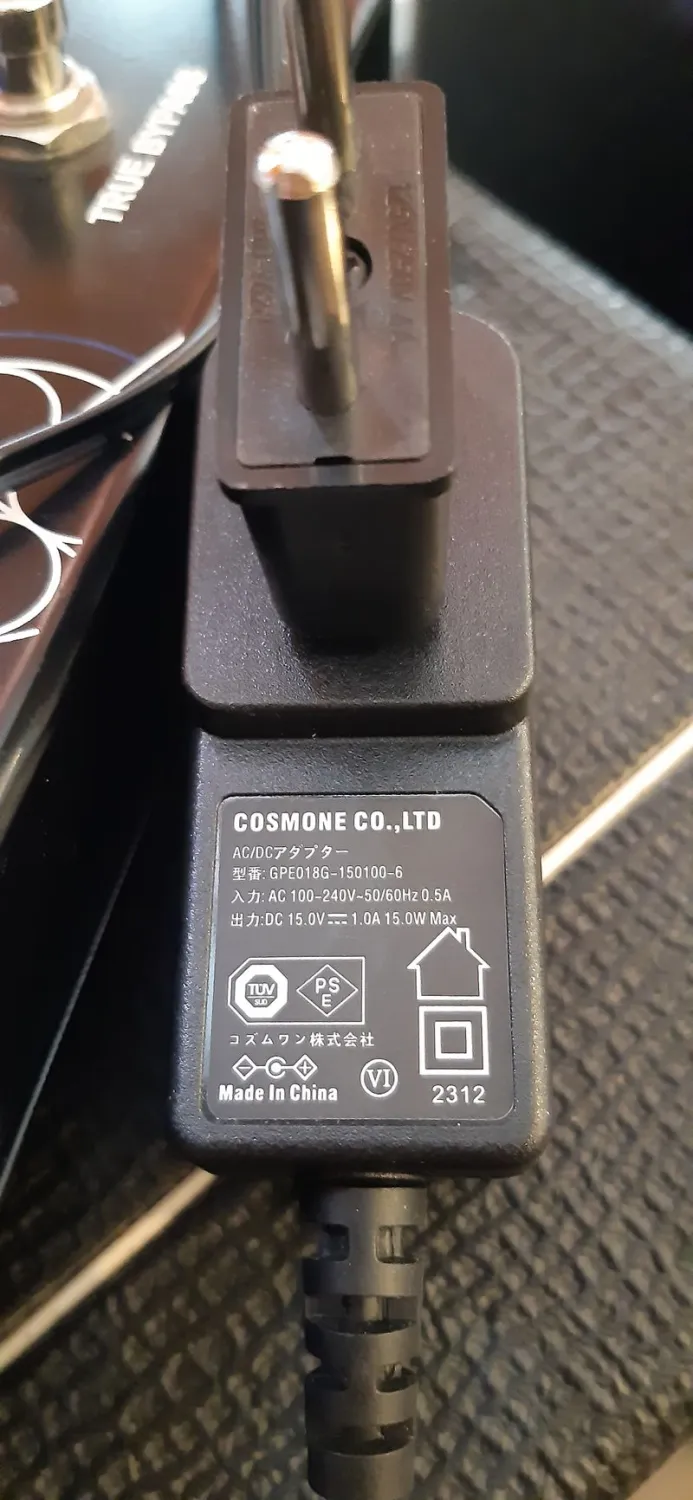 TRUE BYPASS
COSMONE CO.,LTD
AC/DCアダプター
型番: GPE018G-150100-6
入力: AC 100-240V~50/60Hz 0.5A
出力:DC 15.0V⎓1.0A 15.0W Max
TÜV
SÜD
PS
E
コズムワン株式会社
Made In China
VI
2312